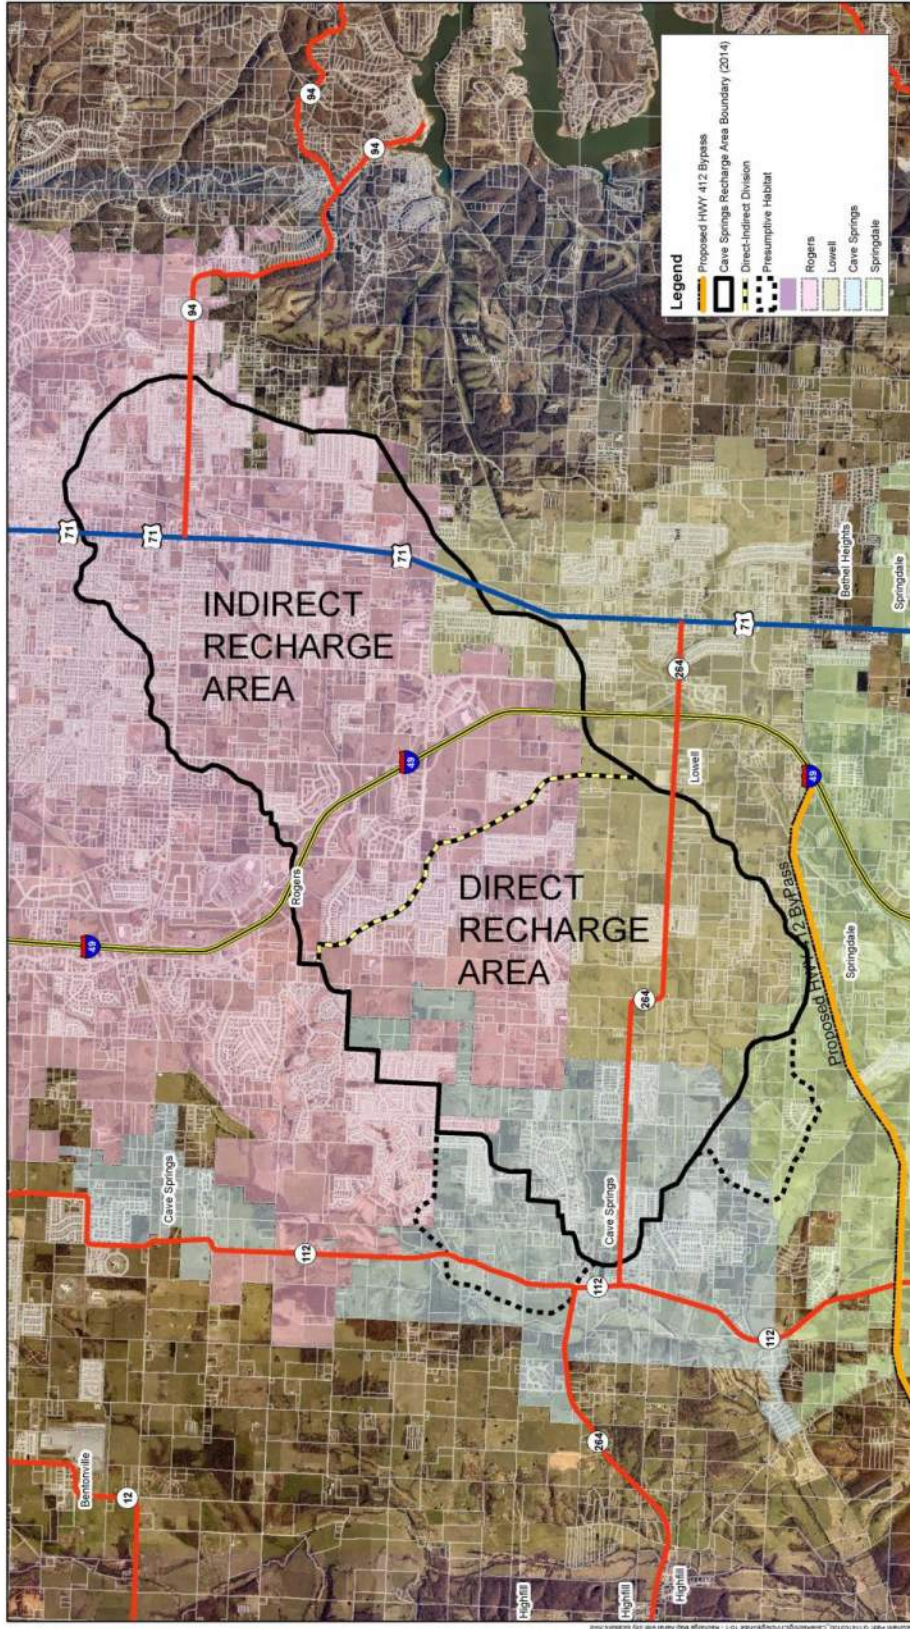 94
94
94
71
71
71
INDIRECT
RECHARGE
AREA
49
49
Rogers
DIRECT
RECHARGE
AREA
264
Lowell
71
Bethel Heights
Springdale
49
Proposed HWY 412 ByPass
Springdale
264
Cave Springs
112
Cave Springs
112
112
264
Bentonville
12
Highfill
Highfill
Highfill
Legend
Proposed HWY 412 Bypass
Cave Springs Recharge Area Boundary (2014)
Direct-Indirect Division
Presumptive Habitat
Rogers
Lowell
Cave Springs
Springdale